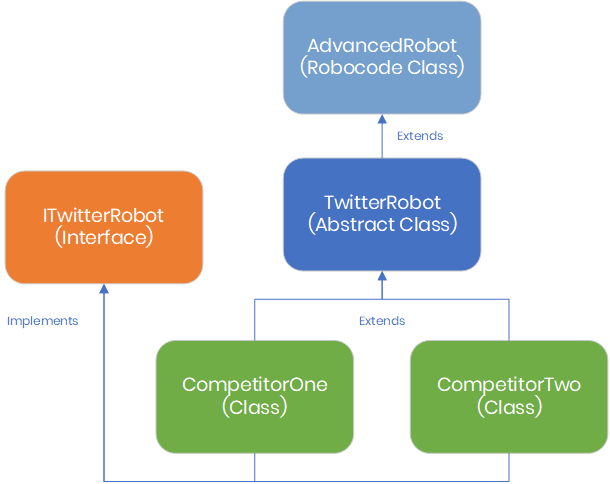 AdvancedRobot
(Robocode Class)
Extends
ITwitterRobot
(Interface)
TwitterRobot
(Abstract Class)
Implements
Extends
CompetitorOne
(Class)
CompetitorTwo
(Class)